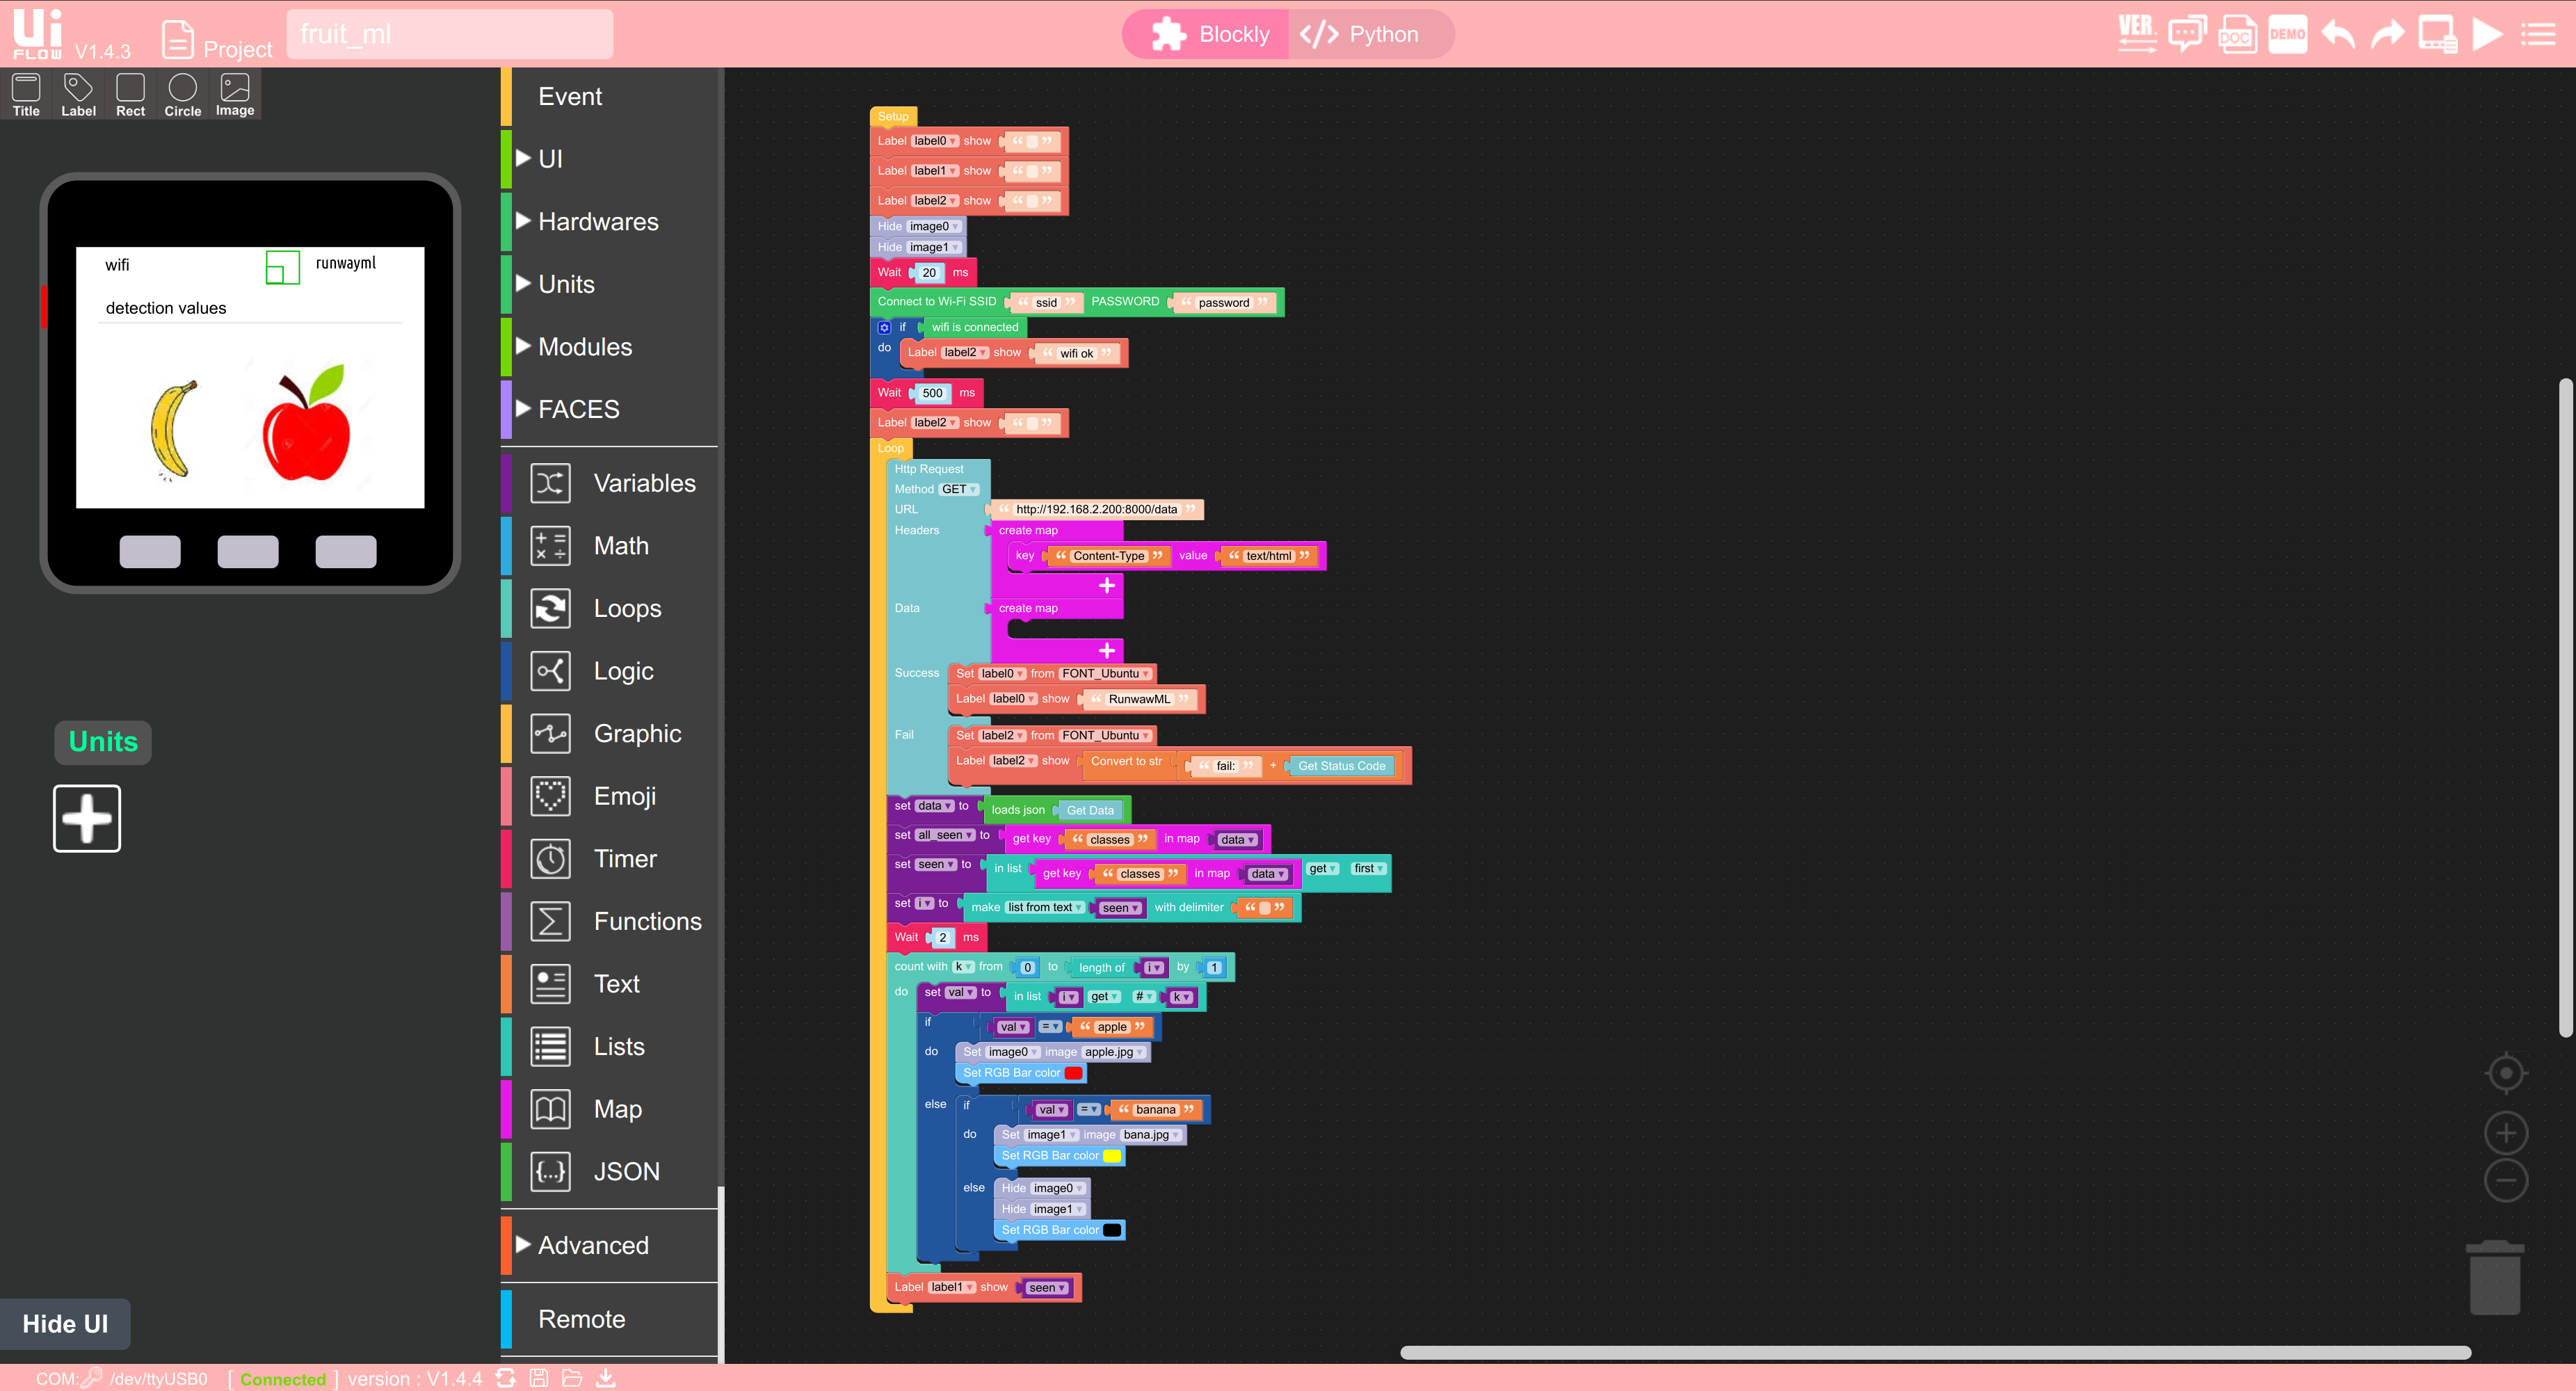 Ui
FLOW V1.4.3 Project fruit_ml Blockly </> Python VER. DOC DEMO
Title Label Rect Circle Image
wifi runwayml
detection values
Units
Hide UI
Event
UI
Hardwares
Units
Modules
FACES
Variables
Math
Loops
Logic
Graphic
Emoji
Timer
Functions
Text
Lists
Map
JSON
Advanced
Remote
Setup
Label label0 show “ ”
Label label1 show “ ”
Label label2 show “ ”
Hide image0
Hide image1
Wait 20 ms
Connect to Wi-Fi SSID “ ssid ” PASSWORD “ password ”
if wifi is connected
do Label label2 show “ wifi ok ”
Wait 500 ms
Label label2 show “ ”
Loop
Http Request
Method GET
URL “ http://192.168.2.200:8000/data ”
Headers create map
key “ Content-Type ” value “ text/html ”
+
Data create map
+
Success Set label0 from FONT_Ubuntu
Label label0 show “ RunwawML ”
Fail Set label2 from FONT_Ubuntu
Label label2 show Convert to str “ fail: ” + Get Status Code
set data to loads json Get Data
set all_seen to get key “ classes ” in map data
set seen to in list get key “ classes ” in map data get first
set i to make list from text seen with delimiter “ ”
Wait 2 ms
count with k from 0 to length of i by 1
do set val to in list i get # k
if val = “ apple ”
do Set image0 image apple.jpg
Set RGB Bar color
else if val = “ banana ”
do Set image1 image bana.jpg
Set RGB Bar color
else Hide image0
Hide image1
Set RGB Bar color
Label label1 show seen
COM: /dev/ttyUSB0 [ Connected ] version : V1.4.4